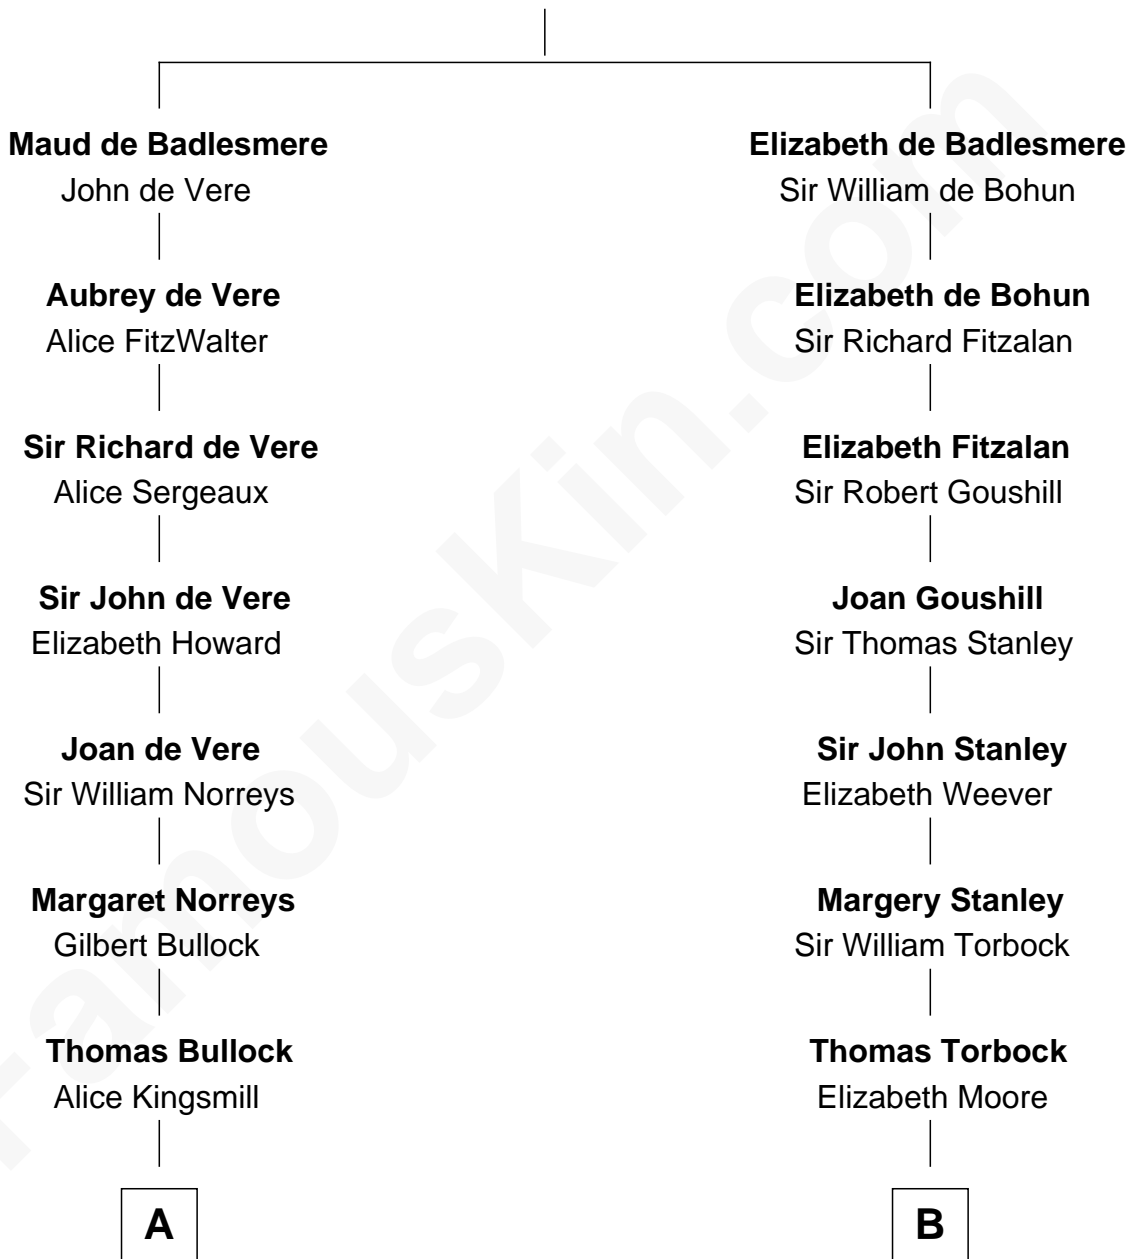 Maud de Badlesmere
John de Vere
Elizabeth de Badlesmere
Sir William de Bohun
Aubrey de Vere
Alice FitzWalter
Elizabeth de Bohun
Sir Richard Fitzalan
Sir Richard de Vere
Alice Sergeaux
Elizabeth Fitzalan
Sir Robert Goushill
Sir John de Vere
Elizabeth Howard
Joan Goushill
Sir Thomas Stanley
Joan de Vere
Sir William Norreys
Sir John Stanley
Elizabeth Weever
Margaret Norreys
Gilbert Bullock
Margery Stanley
Sir William Torbock
Thomas Bullock
Alice Kingsmill
Thomas Torbock
Elizabeth Moore
A
B
FamousKin.com